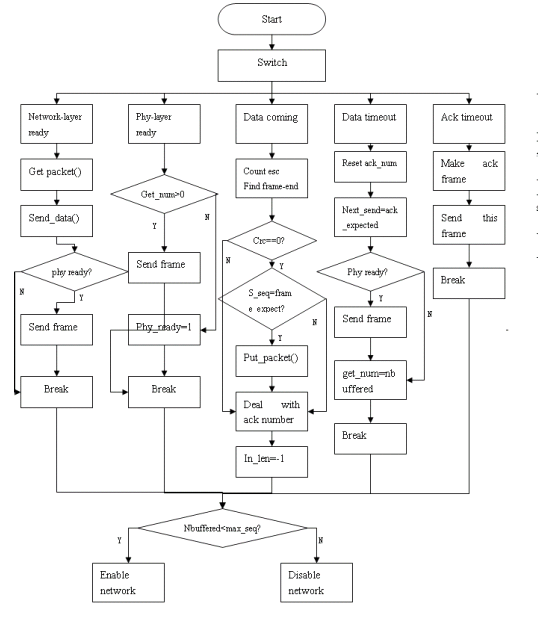 Start
Switch
Network-layer
ready
Phy-layer
ready
Data coming
Data timeout
Ack timeout
Get packet()
Get_num>0
Count esc
Find frame-end
Reset ack_num
Make ack
frame
N
Send_data()
Y
Crc==0?
Next_send=ack
_expected
Send this
frame
phy ready?
N
Y
Send frame
N
Y
S_seq=fram
e expect?
N
Y
Phy ready?
Y
N
Break
Send frame
Phy_ready=1
Put_packet()
Send frame
Break
Break
Deal with
ack number
get_num=nb
uffered
In_len=-1
Break
Nbuffered<max_seq?
Y
N
Enable
network
Disable
network